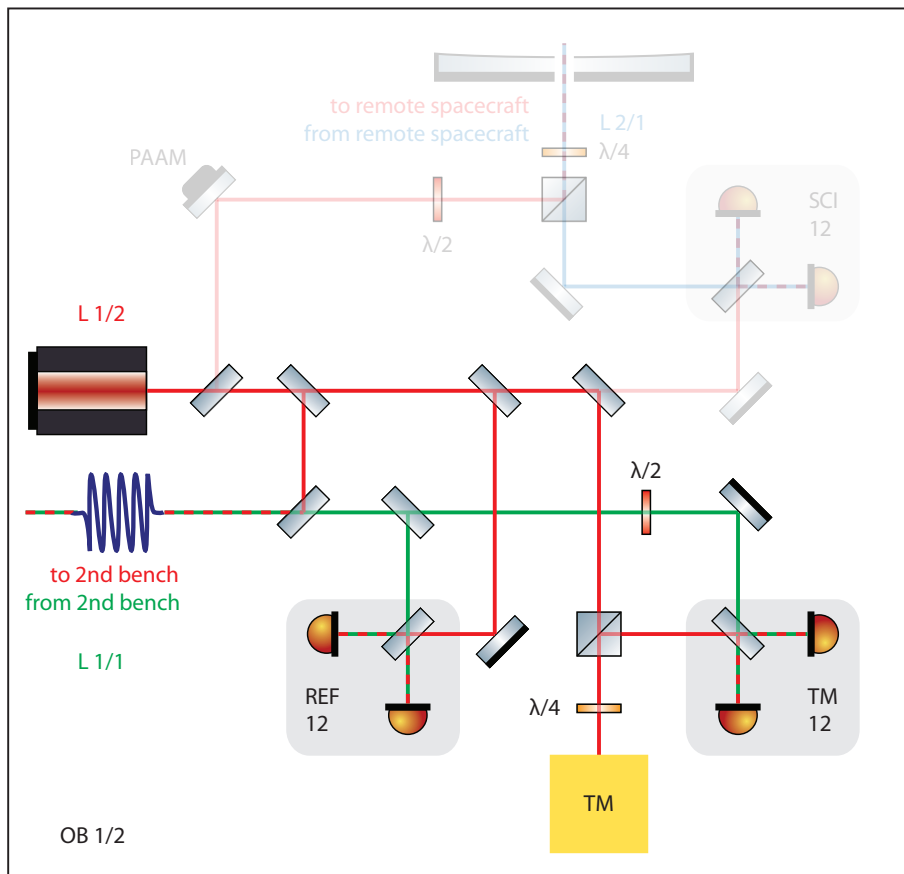 to remote spacecraft
from remote spacecraft
L 2/1
λ/4
PAAM
λ/2
SCI
12
L 1/2
λ/2
to 2nd bench
from 2nd bench
L 1/1
REF
12
λ/4
TM
12
TM
OB 1/2